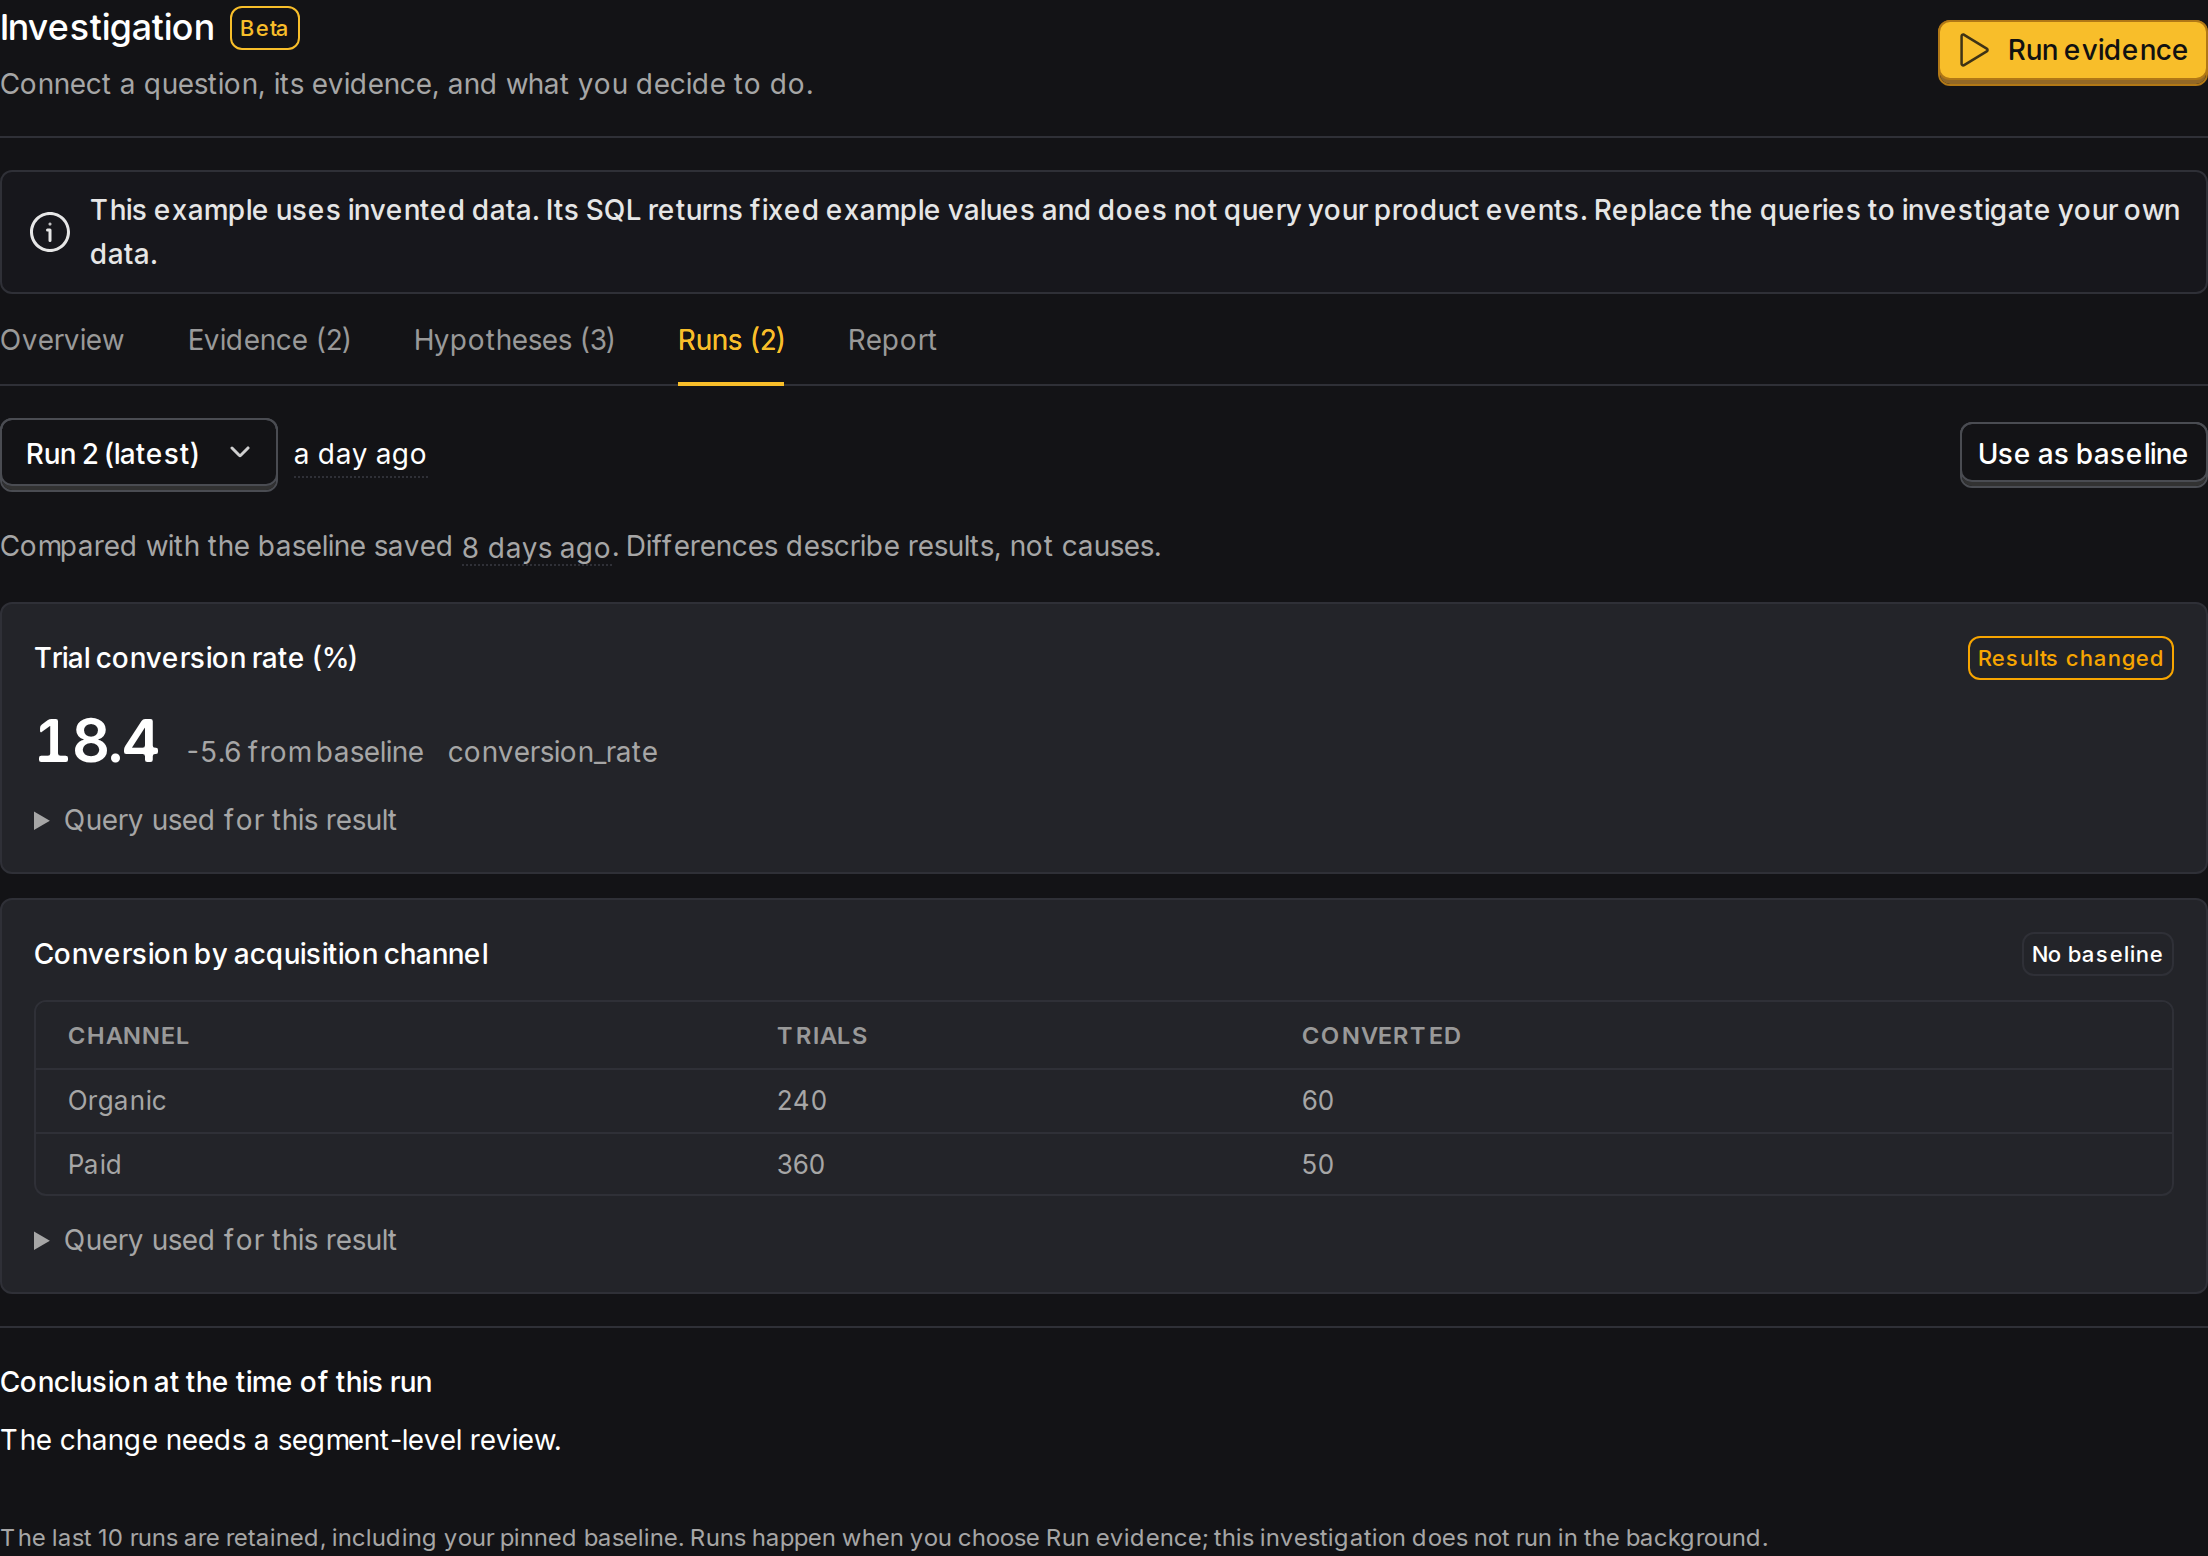 Investigation Beta
Run evidence
Connect a question, its evidence, and what you decide to do.
This example uses invented data. Its SQL returns fixed example values and does not query your product events. Replace the queries to investigate your own
data.
Overview Evidence (2) Hypotheses (3) Runs (2) Report
Run 2 (latest) a day ago Use as baseline
Compared with the baseline saved 8 days ago. Differences describe results, not causes.
Trial conversion rate (%) Results changed
18.4 -5.6 from baseline conversion_rate
Query used for this result
Conversion by acquisition channel No baseline
CHANNEL TRIALS CONVERTED
Organic 240 60
Paid 360 50
Query used for this result
Conclusion at the time of this run
The change needs a segment-level review.
The last 10 runs are retained, including your pinned baseline. Runs happen when you choose Run evidence; this investigation does not run in the background.